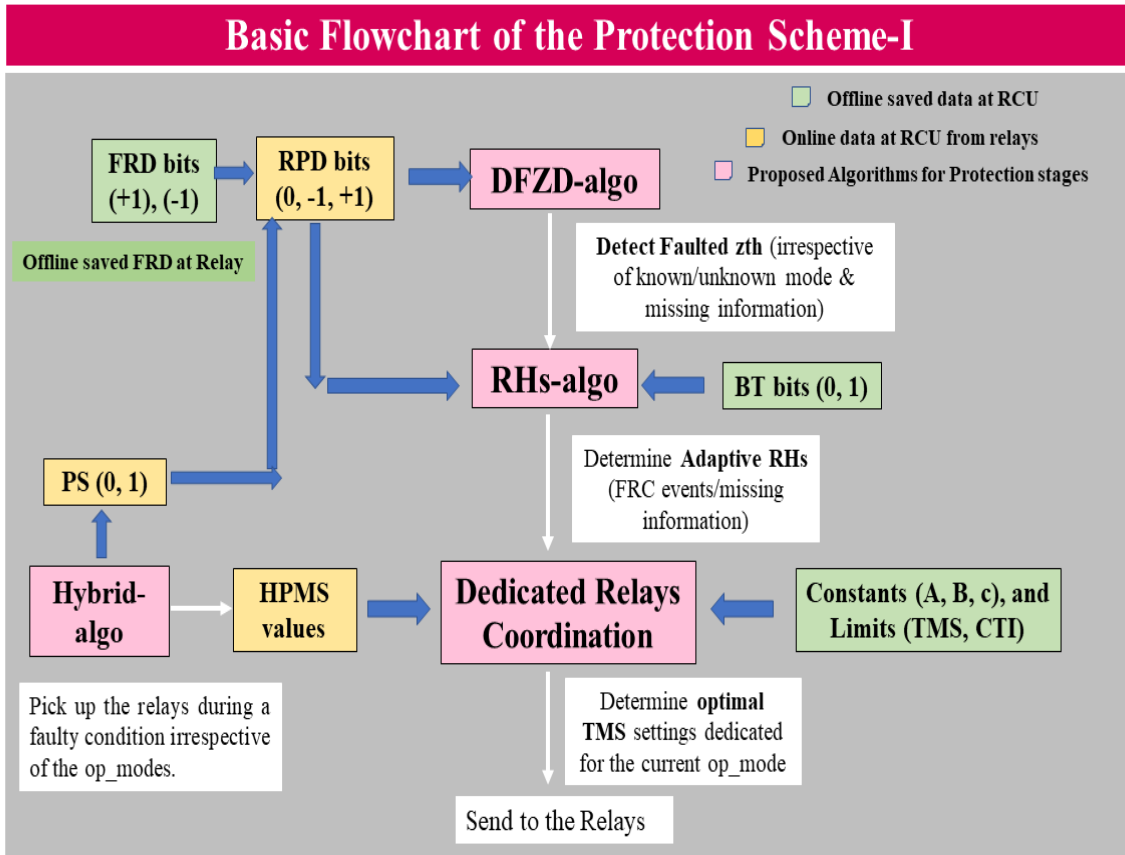 Basic Flowchart of the Protection Scheme-I
Offline saved data at RCU
Online data at RCU from relays
Proposed Algorithms for Protection stages
FRD bits
(+1), (-1)
RPD bits
(0, -1, +1)
DFZD-algo
Offline saved FRD at Relay
Detect Faulted zth (irrespective
of known/unknown mode &
missing information)
RHs-algo
BT bits (0, 1)
PS (0, 1)
Determine Adaptive RHs
(FRC events/missing
information)
Hybrid-
algo
HPMS
values
Dedicated Relays
Coordination
Constants (A, B, c), and
Limits (TMS, CTI)
Pick up the relays during a
faulty condition irrespective
of the op_modes.
Determine optimal
TMS settings dedicated
for the current op_mode
Send to the Relays